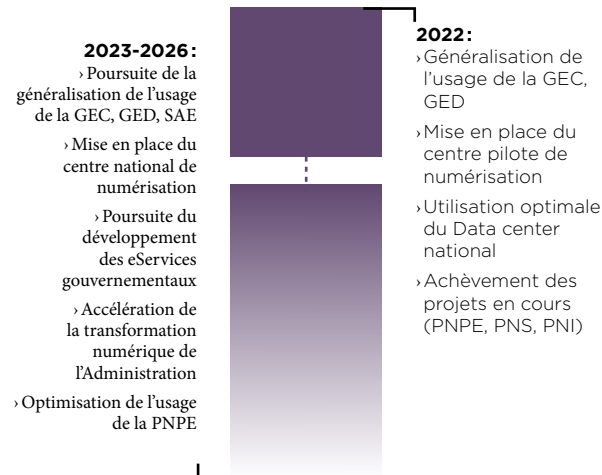 2023-2026:
› Poursuite de la
généralisation de l'usage
de la GEC, GED, SAE
› Mise en place du
centre national de
numérisation
› Poursuite du
développement
des eServices
gouvernementaux
› Accélération de
la transformation
numérique de
l'Administration
› Optimisation de l'usage
de la PNPE
2022:
› Généralisation de
l'usage de la GEC,
GED
› Mise en place du
centre pilote de
numérisation
› Utilisation optimale
du Data center
national
› Achèvement des
projets en cours
(PNPE, PNS, PNI)